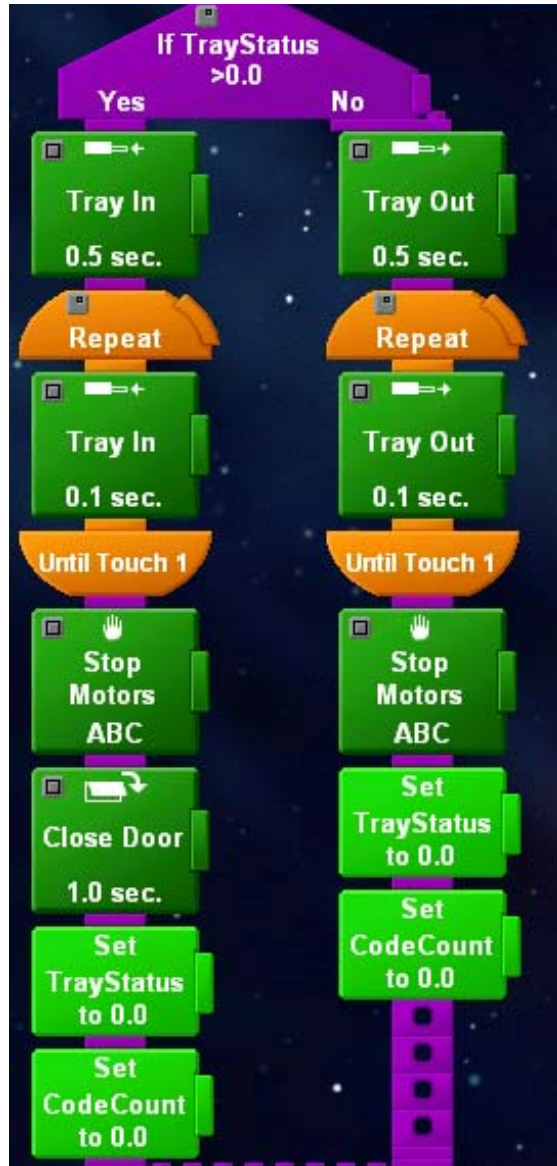 If TrayStatus
>0.0
Yes
No
Tray In
0.5 sec.
Repeat
Tray In
0.1 sec.
Until Touch 1
Stop
Motors
ABC
Close Door
1.0 sec.
Set
TrayStatus
to 0.0
Set
CodeCount
to 0.0
Tray Out
0.5 sec.
Repeat
Tray Out
0.1 sec.
Until Touch 1
Stop
Motors
ABC
Set
TrayStatus
to 0.0
Set
CodeCount
to 0.0